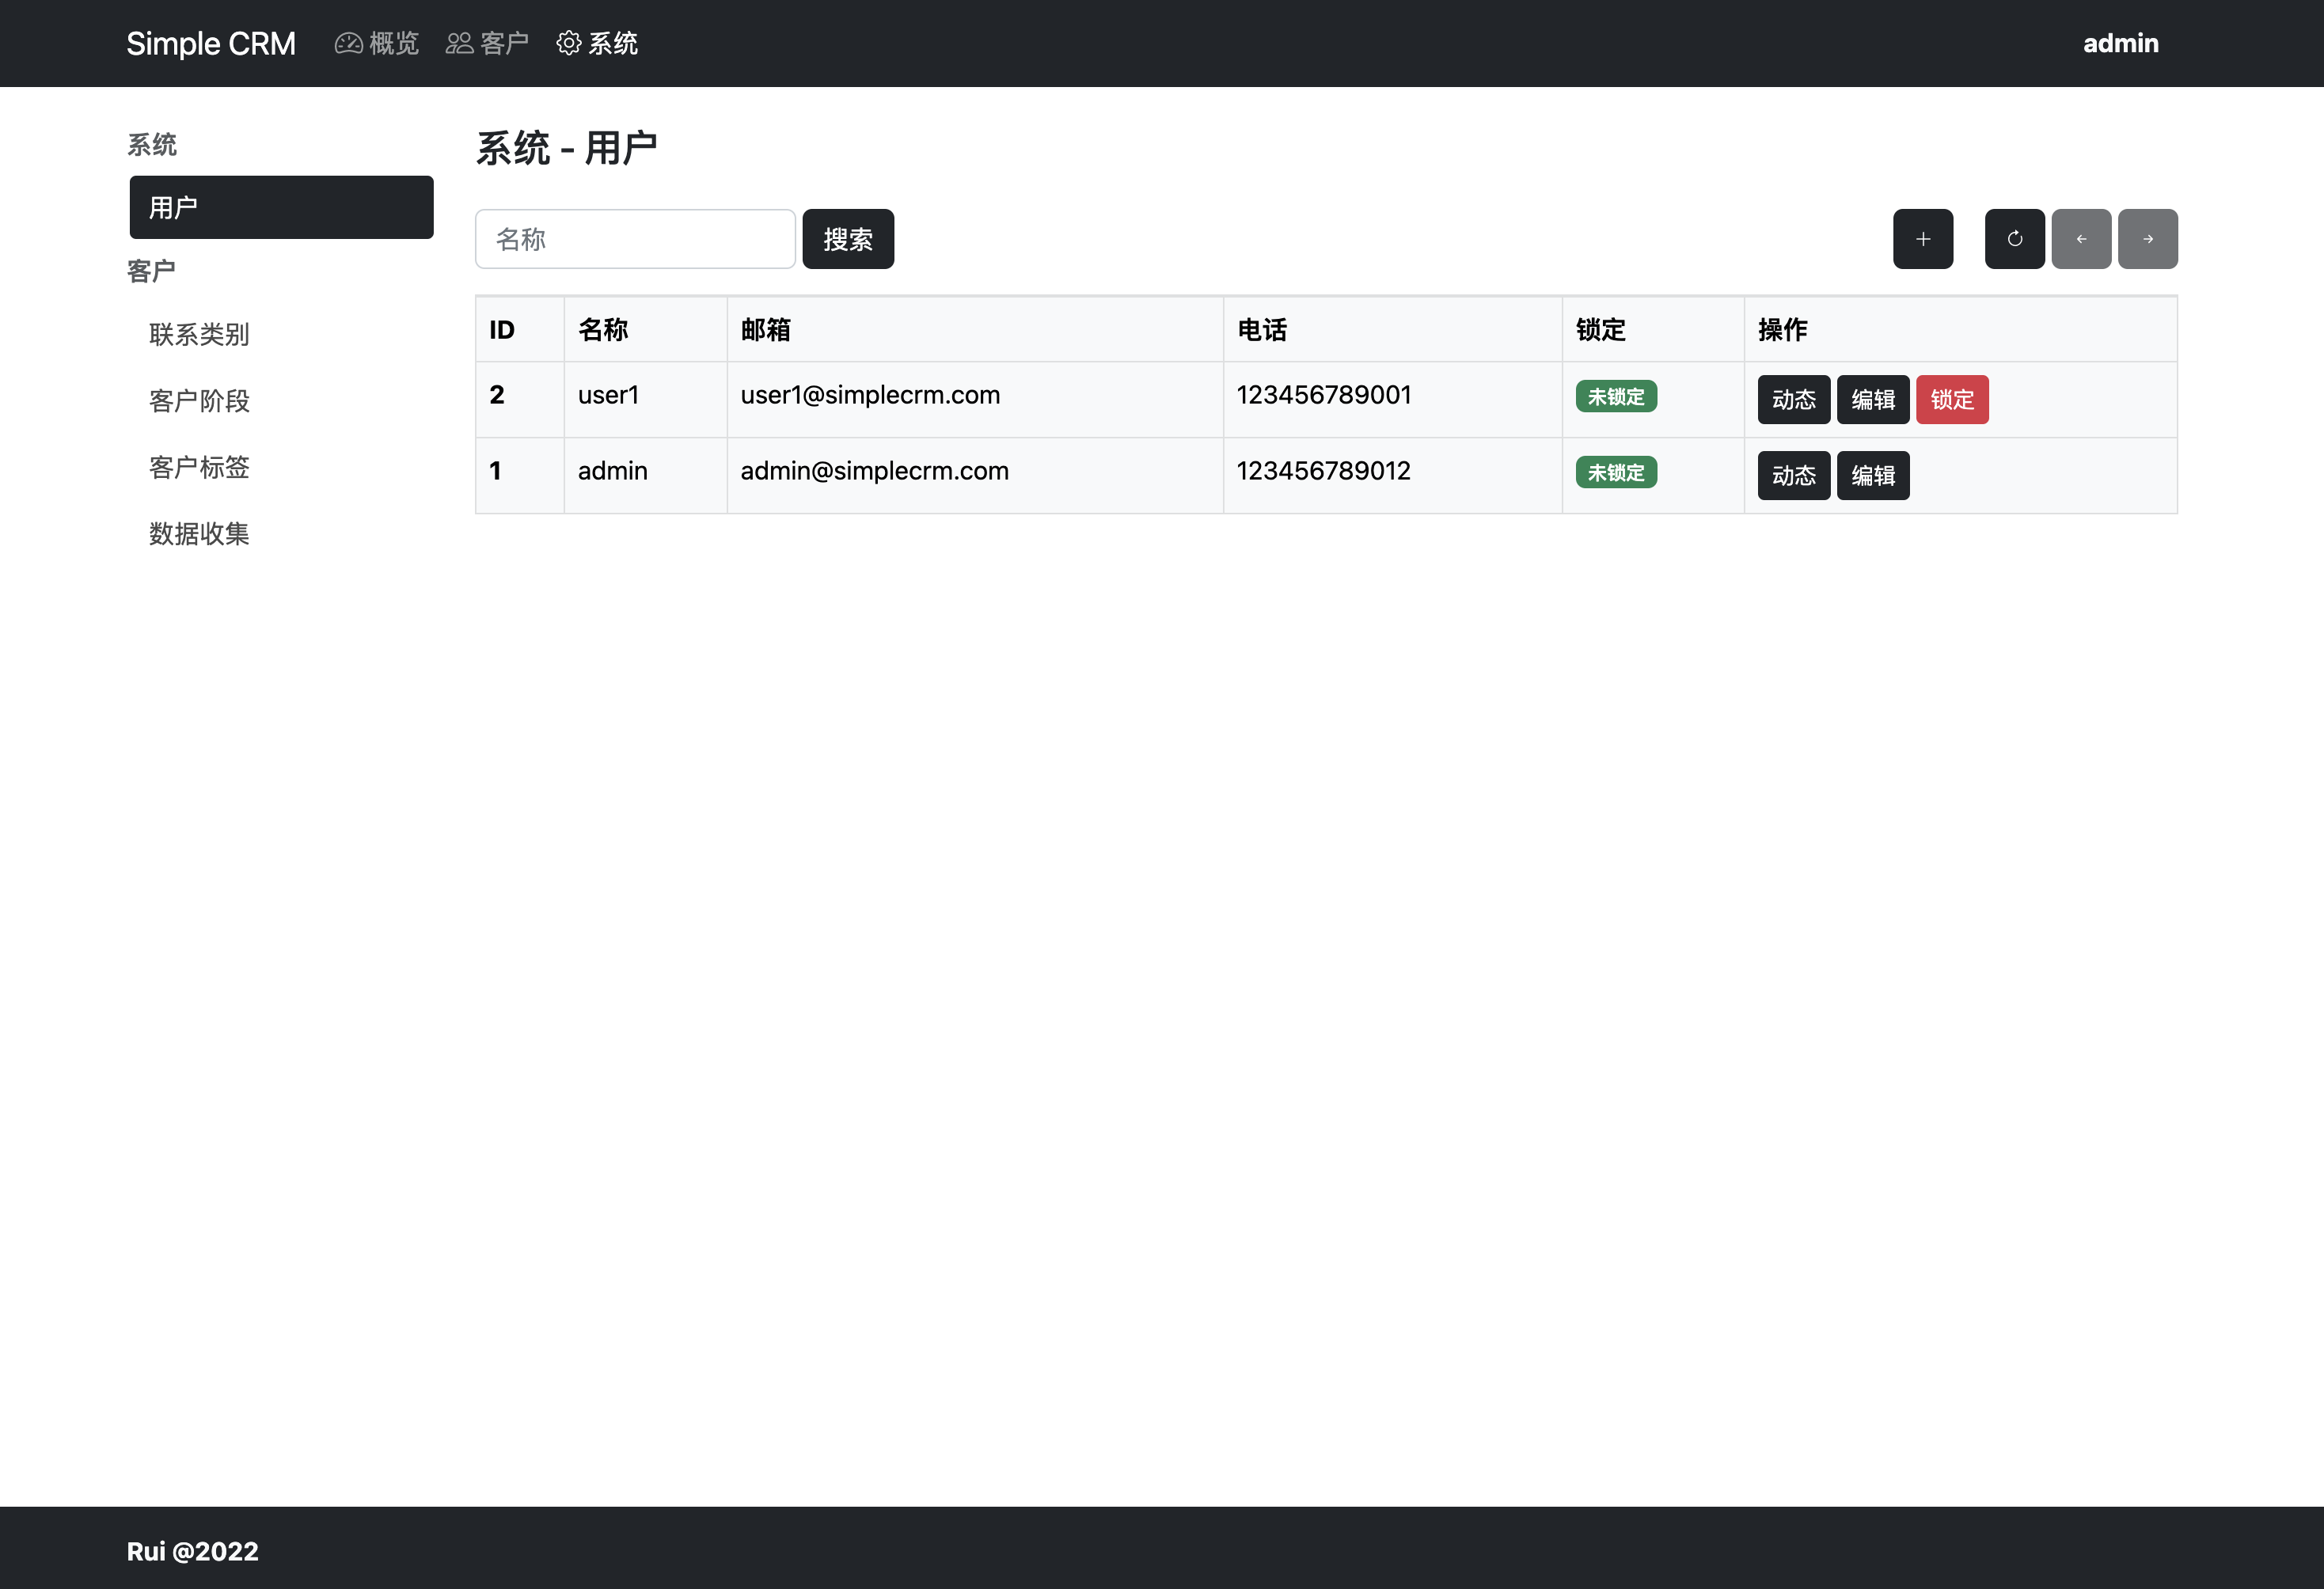 Simple CRM 概览 客户 系统 admin
系统
用户
客户
联系类别
客户阶段
客户标签
数据收集
系统 - 用户
名称 搜索
ID 名称 邮箱 电话 锁定 操作
2 user1 user1@simplecrm.com 123456789001 未锁定 动态 编辑 锁定
1 admin admin@simplecrm.com 123456789012 未锁定 动态 编辑
Rui @2022